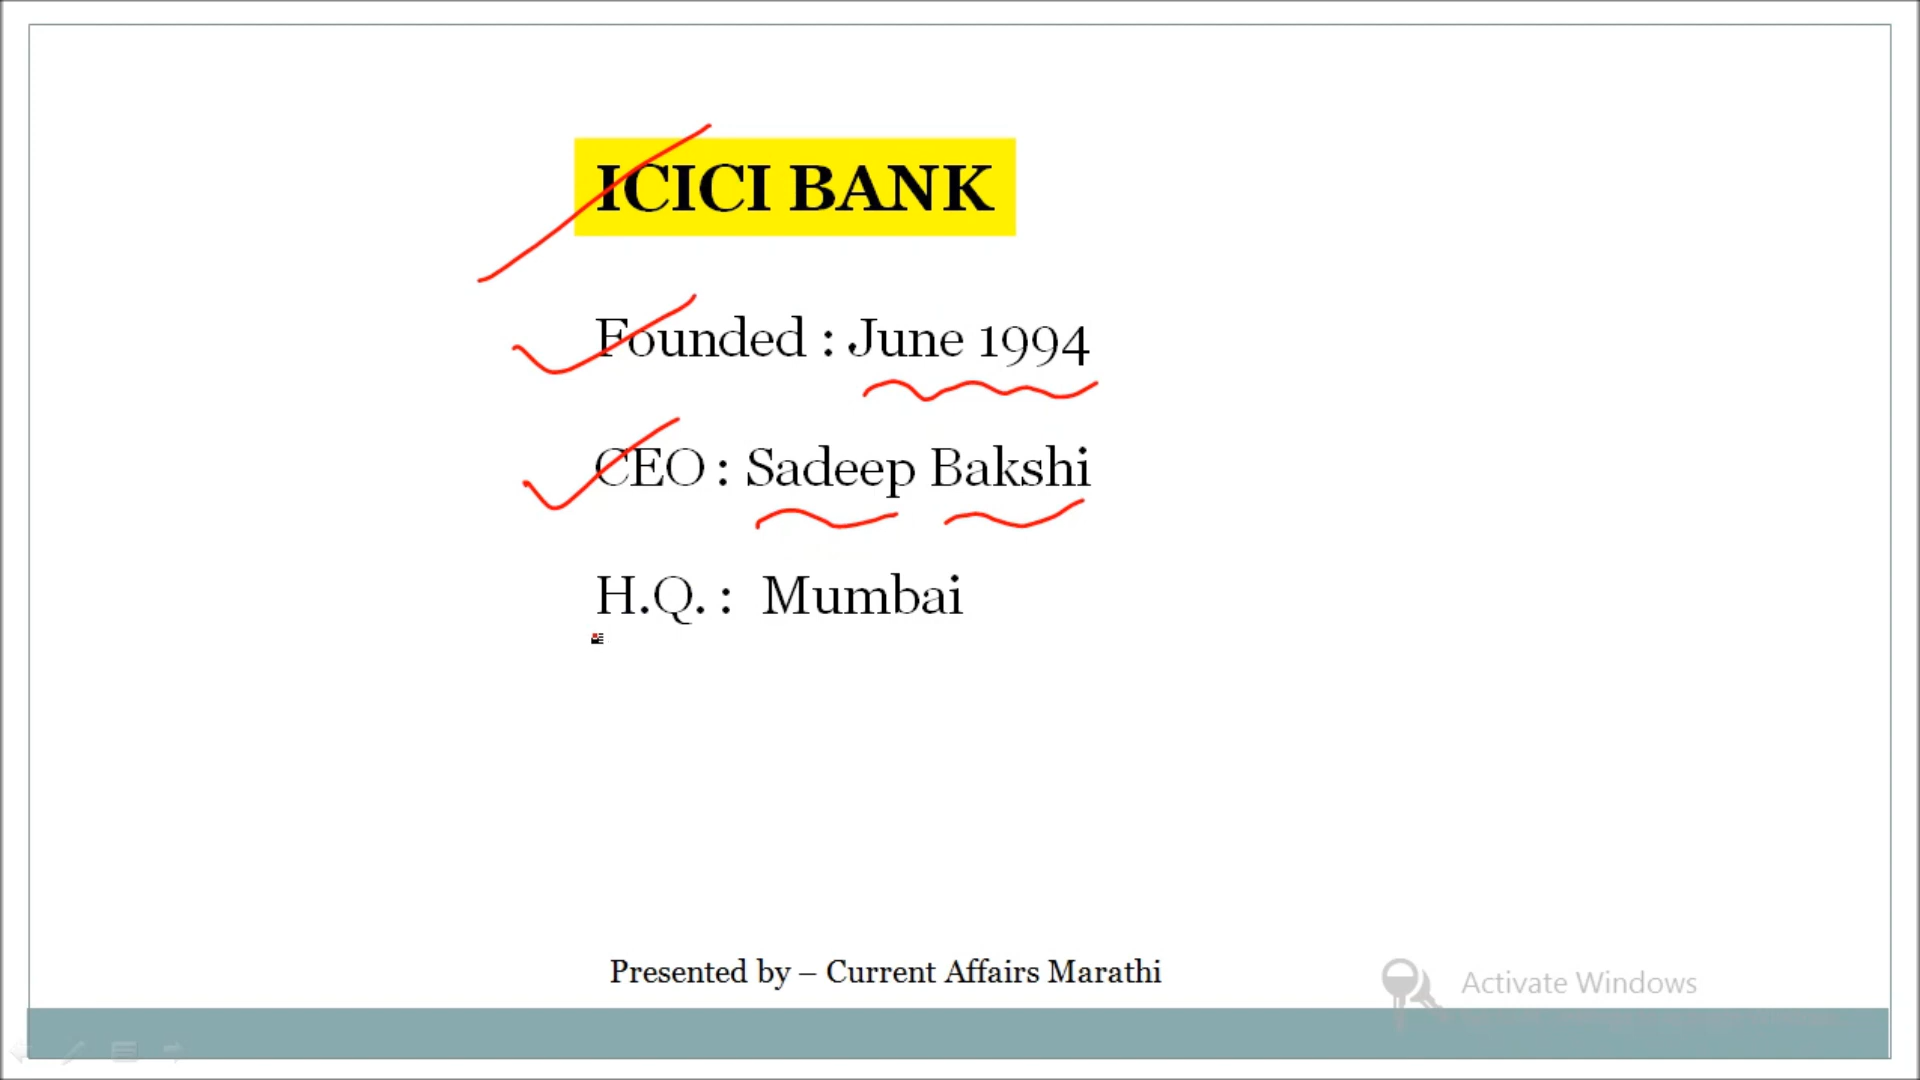 ICICI BANK
Founded : June 1994
CEO : Sadeep Bakshi
H.Q. : Mumbai
Presented by – Current Affairs Marathi
Activate Windows